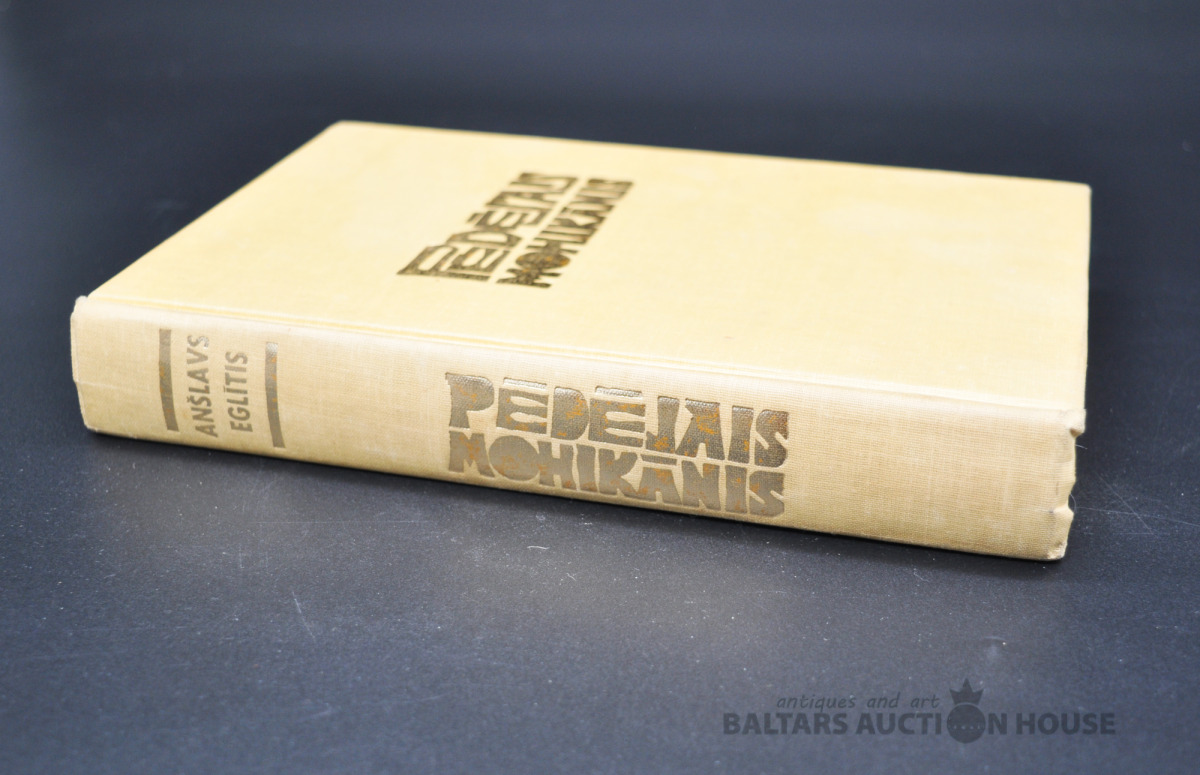 PĒDĒJAIS
MOHIKĀNIS
ANŠLAVS
EGLĪTIS
PĒDĒJAIS
MOHIKĀNIS
antiques and art
BALTARS AUCTION HOUSE